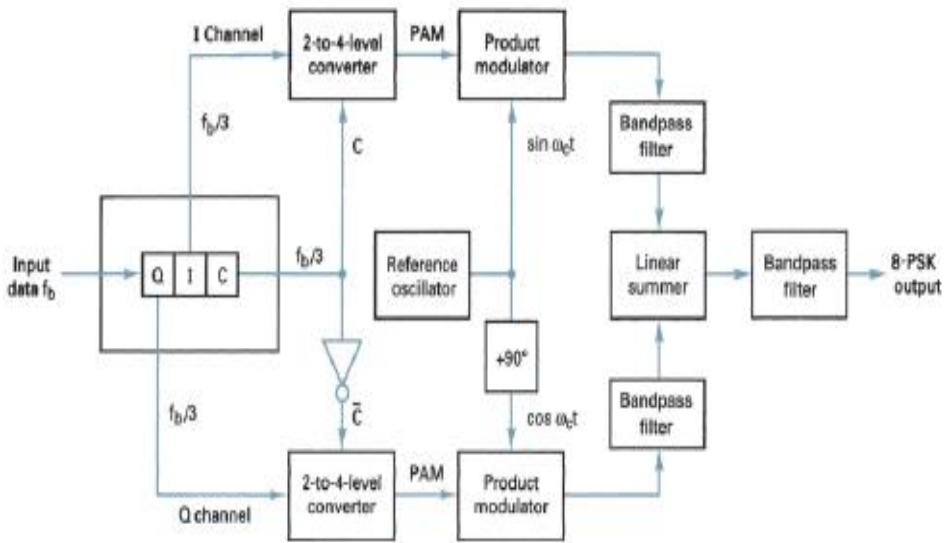 I Channel
2-to-4-level
converter
PAM
Product
modulator
Bandpass
filter
f_b/3
C
sin ω_ct
Input
data f_b
Q I C
f_b/3
Reference
oscillator
Linear
summer
Bandpass
filter
8-PSK
output
+90°
f_b/3
C̄
cos ω_ct
Bandpass
filter
Q channel
2-to-4-level
converter
PAM
Product
modulator